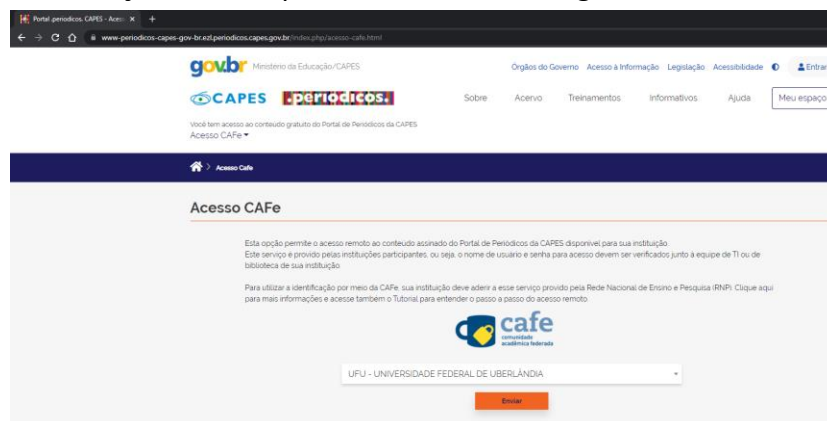 Portal .periodicos. CAPES - Acess
www-periodicos-capes-gov-br.ezl.periodicos.capes.gov.br/index.php/acesso-cafe.html
gov.br Ministério da Educação/CAPES Órgãos do Governo Acesso à Informação Legislação Acessibilidade Entrar
CAPES .periodicos. Sobre Acervo Treinamentos Informativos Ajuda Meu espaço
Você tem acesso ao conteúdo gratuito do Portal de Periódicos da CAPES
Acesso CAFe
Acesso Cafe
Acesso CAFe
Esta opção permite o acesso remoto ao conteúdo assinado do Portal de Periódicos da CAPES disponível para sua instituição.
Este serviço é provido pelas instituições participantes, ou seja, o nome de usuário e senha para acesso devem ser verificados junto à equipe de TI ou de
biblioteca de sua instituição.
Para utilizar a identificação por meio da CAFe, sua instituição deve aderir a esse serviço provido pela Rede Nacional de Ensino e Pesquisa (RNP). Clique aqui
para mais informações e acesse também o Tutorial para entender o passo a passo do acesso remoto.
cafe
comunidade
acadêmica federada
UFU - UNIVERSIDADE FEDERAL DE UBERLÂNDIA
Enviar